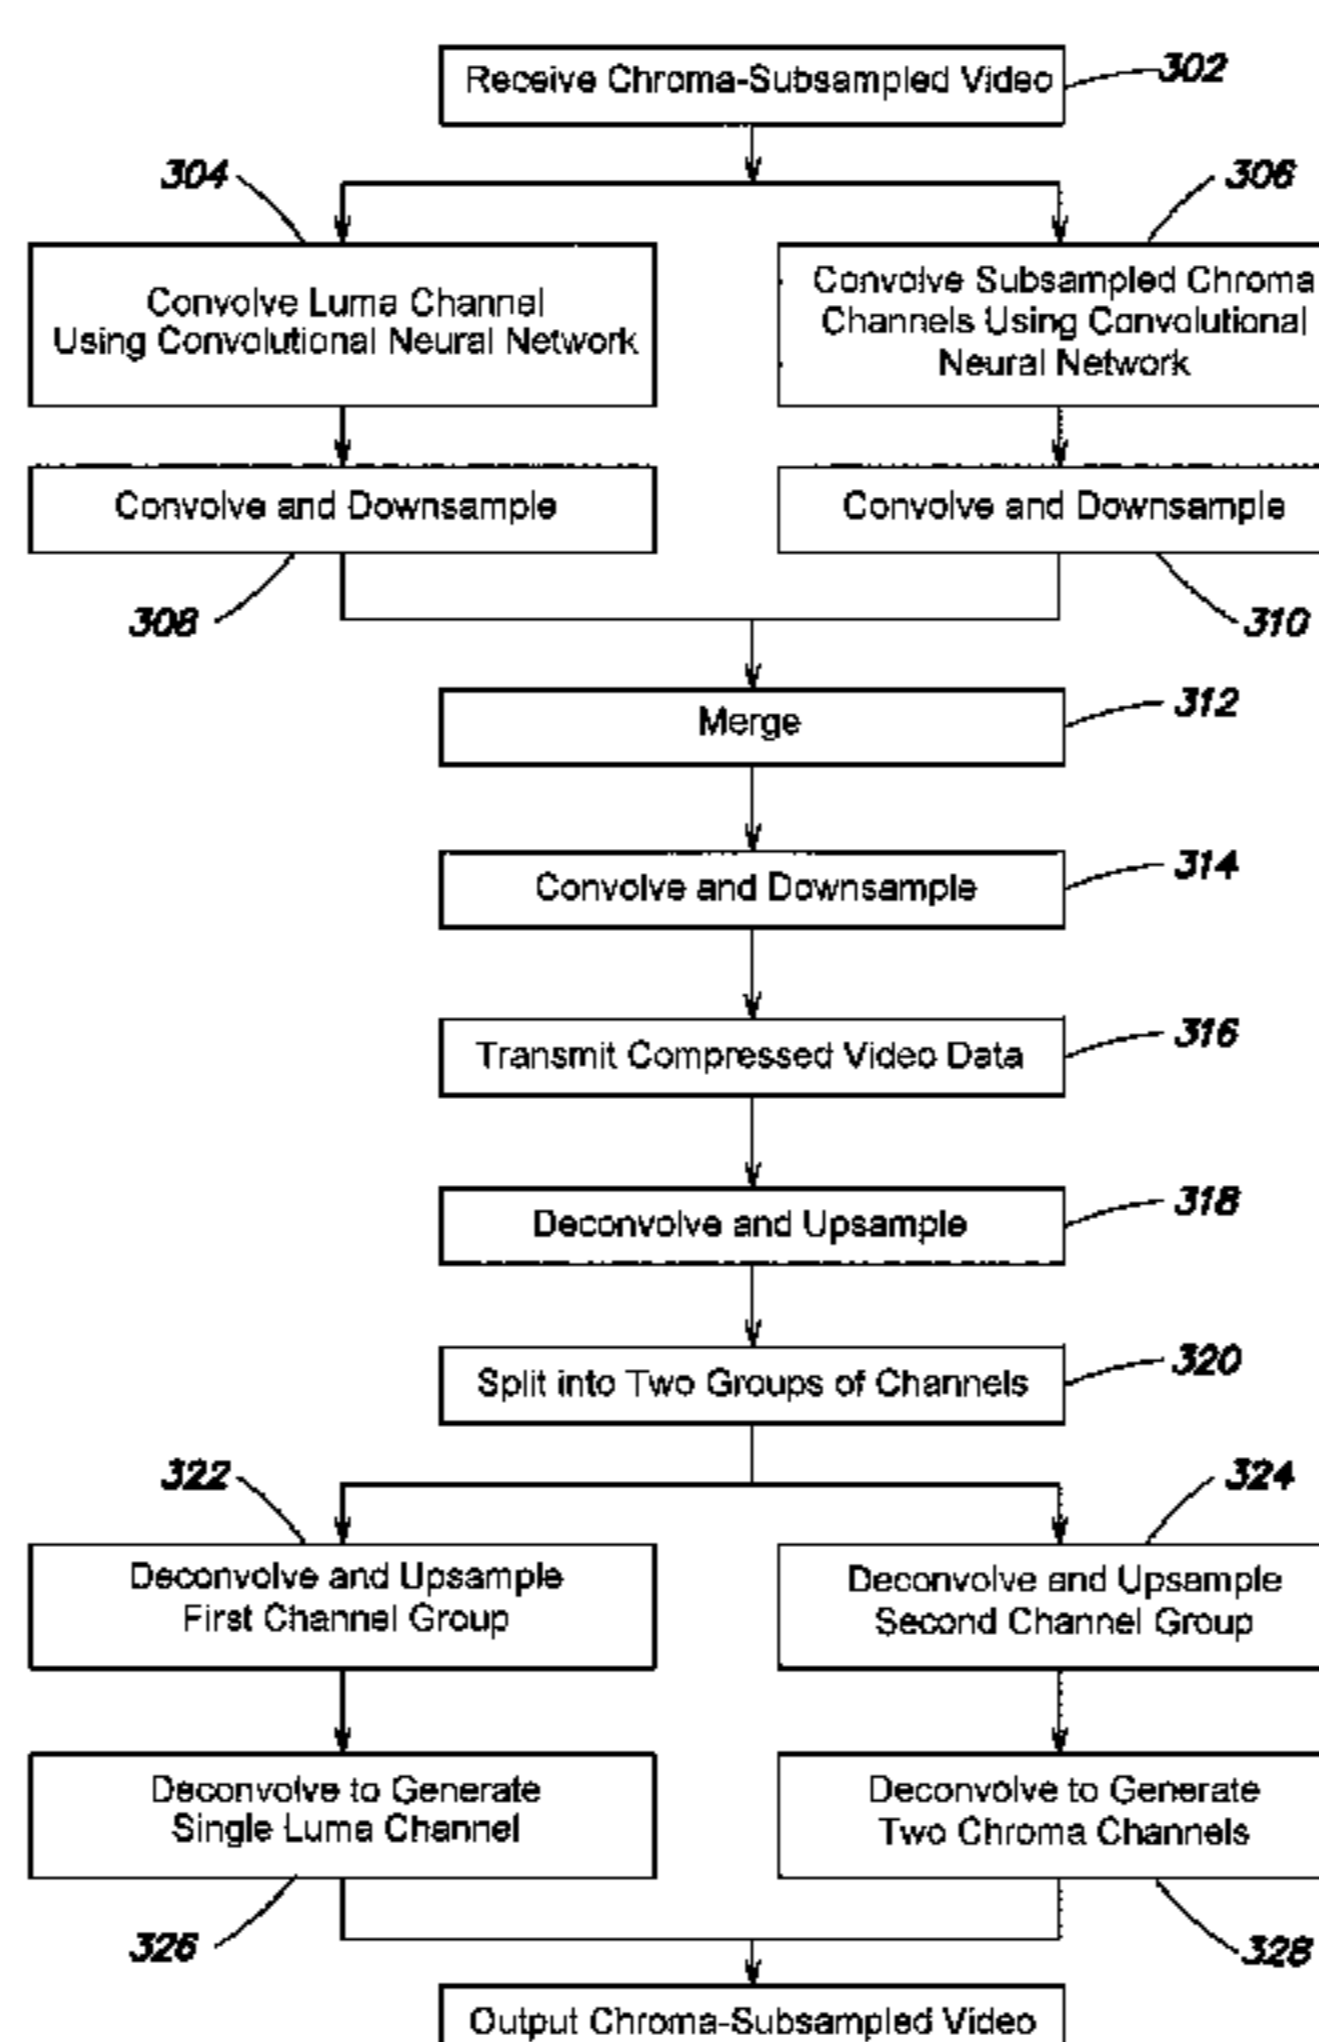 Receive Chroma-Subsampled Video
302
304
306
Convolve Luma Channel
Using Convolutional Neural Network
Convolve Subsampled Chroma
Channels Using Convolutional
Neural Network
Convolve and Downsample
Convolve and Downsample
308
310
Merge
312
Convolve and Downsample
314
Transmit Compressed Video Data
316
Deconvolve and Upsample
318
Split into Two Groups of Channels
320
322
324
Deconvolve and Upsample
First Channel Group
Deconvolve and Upsample
Second Channel Group
Deconvolve to Generate
Single Luma Channel
Deconvolve to Generate
Two Chroma Channels
326
328
Output Chroma-Subsampled Video